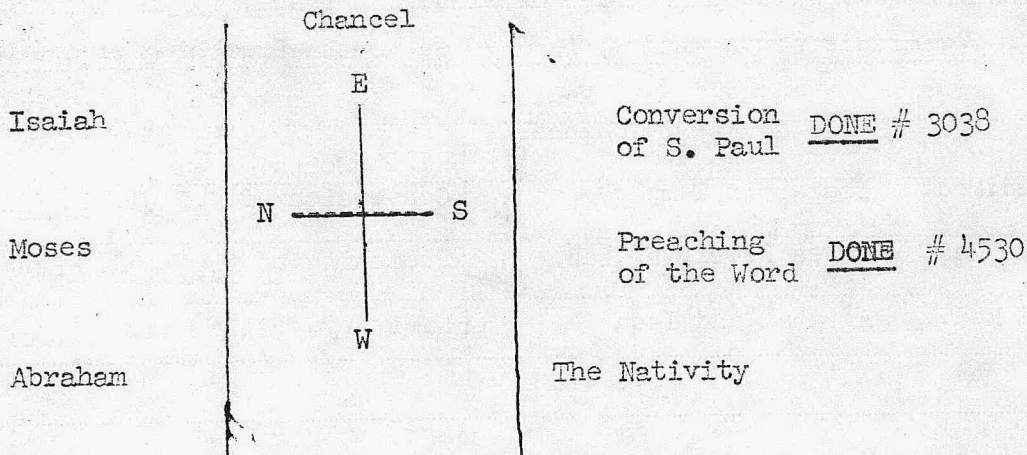 Chancel
E
Isaiah
Conversion DONE # 3038
of S. Paul
N S
Moses
Preaching
of the Word DONE # 4530
W
Abraham
The Nativity